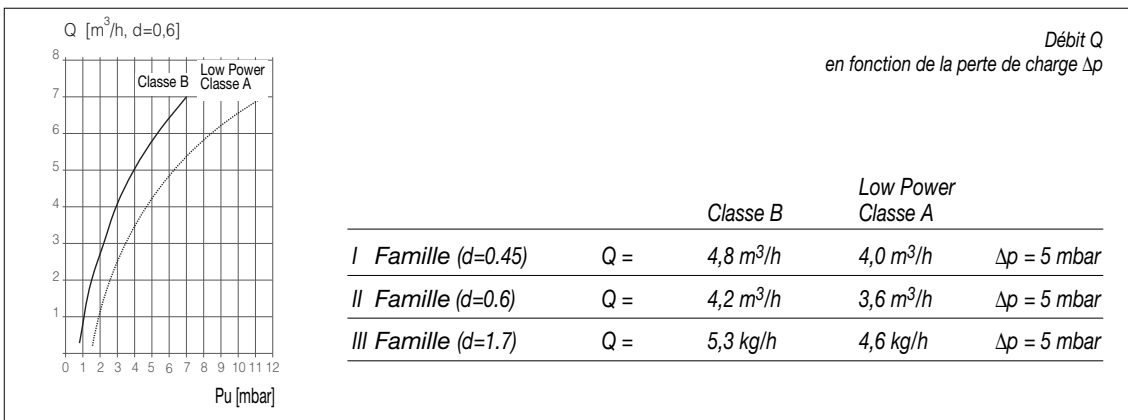 Q [m³/h, d=0,6]
8
7
6
5
4
3
2
1
Classe B
Low Power
Classe A
0 1 2 3 4 5 6 7 8 9 10 11 12
Pu [mbar]
Débit Q
en fonction de la perte de charge Δp
Low Power
Classe B Classe A
I Famille (d=0.45) Q = 4,8 m³/h 4,0 m³/h Δp = 5 mbar
II Famille (d=0.6) Q = 4,2 m³/h 3,6 m³/h Δp = 5 mbar
III Famille (d=1.7) Q = 5,3 kg/h 4,6 kg/h Δp = 5 mbar